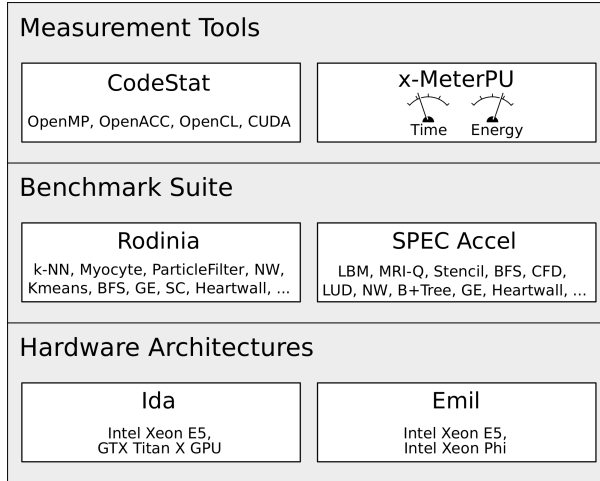 Measurement Tools
CodeStat
OpenMP, OpenACC, OpenCL, CUDA
x-MeterPU
Time Energy
Benchmark Suite
Rodinia
k-NN, Myocyte, ParticleFilter, NW,
Kmeans, BFS, GE, SC, Heartwall, ...
SPEC Accel
LBM, MRI-Q, Stencil, BFS, CFD,
LUD, NW, B+Tree, GE, Heartwall, ...
Hardware Architectures
Ida
Intel Xeon E5,
GTX Titan X GPU
Emil
Intel Xeon E5,
Intel Xeon Phi